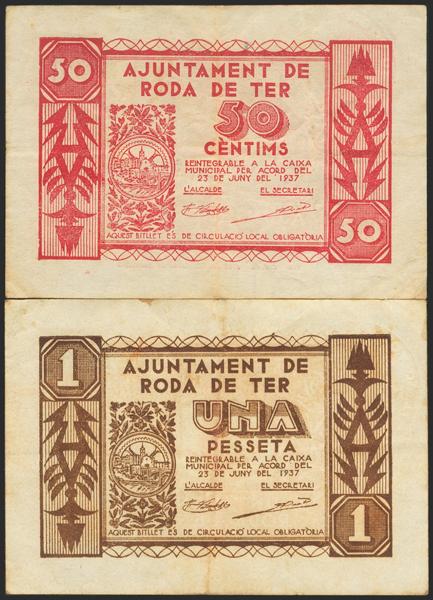 50
AJUNTAMENT DE
RODA DE TER
50
CÈNTIMS
REINTEGRABLE A LA CAIXA
MUNICIPAL PER ACORD DEL
23 DE JUNY DEL 1937
L'ALCALDE EL SECRETARI
AQUEST BITLLET ES DE CIRCULACIÓ LOCAL OBLIGATÒRIA
50
1
AJUNTAMENT DE
RODA DE TER
UNA
PESSETA
REINTEGRABLE A LA CAIXA
MUNICIPAL PER ACORD DEL
23 DE JUNY DEL 1937
L'ALCALDE EL SECRETARI
AQUEST BITLLET ES DE CIRCULACIÓ LOCAL OBLIGATÒRIA
1